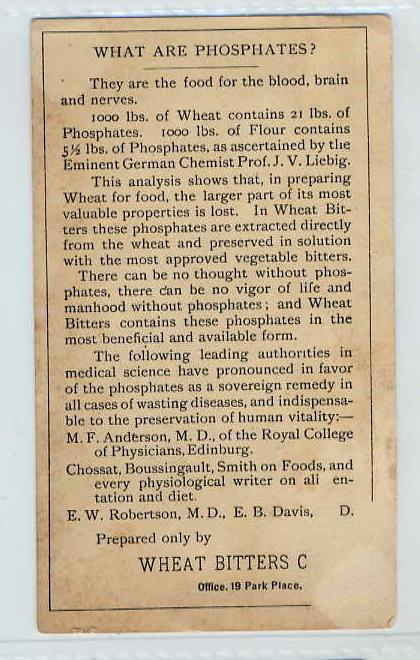 WHAT ARE PHOSPHATES?
They are the food for the blood, brain
and nerves.
1000 lbs. of Wheat contains 21 lbs. of
Phosphates. 1000 lbs. of Flour contains
5½ lbs. of Phosphates, as ascertained by the
Eminent German Chemist Prof. J. V. Liebig.
This analysis shows that, in preparing
Wheat for food, the larger part of its most
valuable properties is lost. In Wheat Bit-
ters these phosphates are extracted directly
from the wheat and preserved in solution
with the most approved vegetable bitters.
There can be no thought without phos-
phates, there can be no vigor of life and
manhood without phosphates; and Wheat
Bitters contains these phosphates in the
most beneficial and available form.
The following leading authorities in
medical science have pronounced in favor
of the phosphates as a sovereign remedy in
all cases of wasting diseases, and indispensa-
ble to the preservation of human vitality:—
M. F. Anderson, M. D., of the Royal College
of Physicians, Edinburg.
Chossat, Boussingault, Smith on Foods, and
every physiological writer on ali en-
tation and diet.
E. W. Robertson, M. D., E. B. Davis, D.
Prepared only by
WHEAT BITTERS C
Office, 19 Park Place,